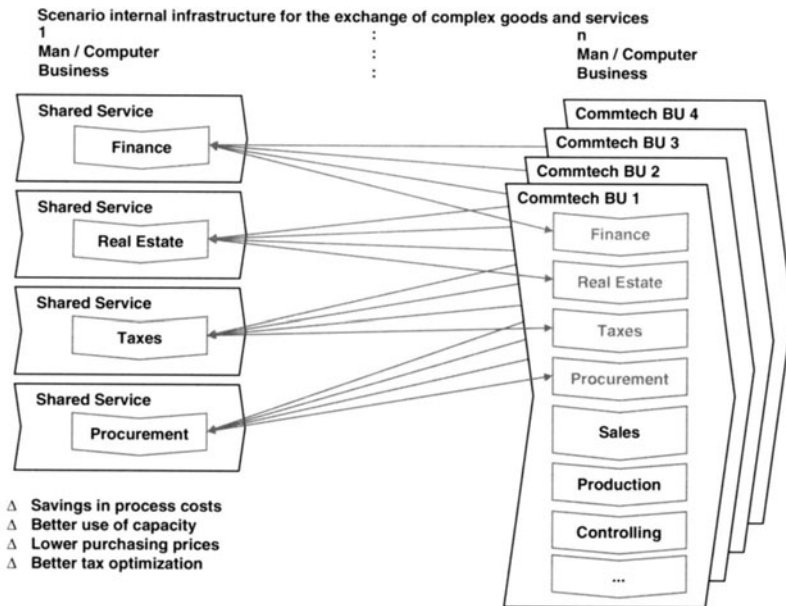 Scenario internal infrastructure for the exchange of complex goods and services
1 : n
Man / Computer Man / Computer
Business : Business
Shared Service
Finance
Shared Service
Real Estate
Shared Service
Taxes
Shared Service
Procurement
Commtech BU 4
Commtech BU 3
Commtech BU 2
Commtech BU 1
Finance
Real Estate
Taxes
Procurement
Sales
Production
Controlling
...
Δ Savings in process costs
Δ Better use of capacity
Δ Lower purchasing prices
Δ Better tax optimization